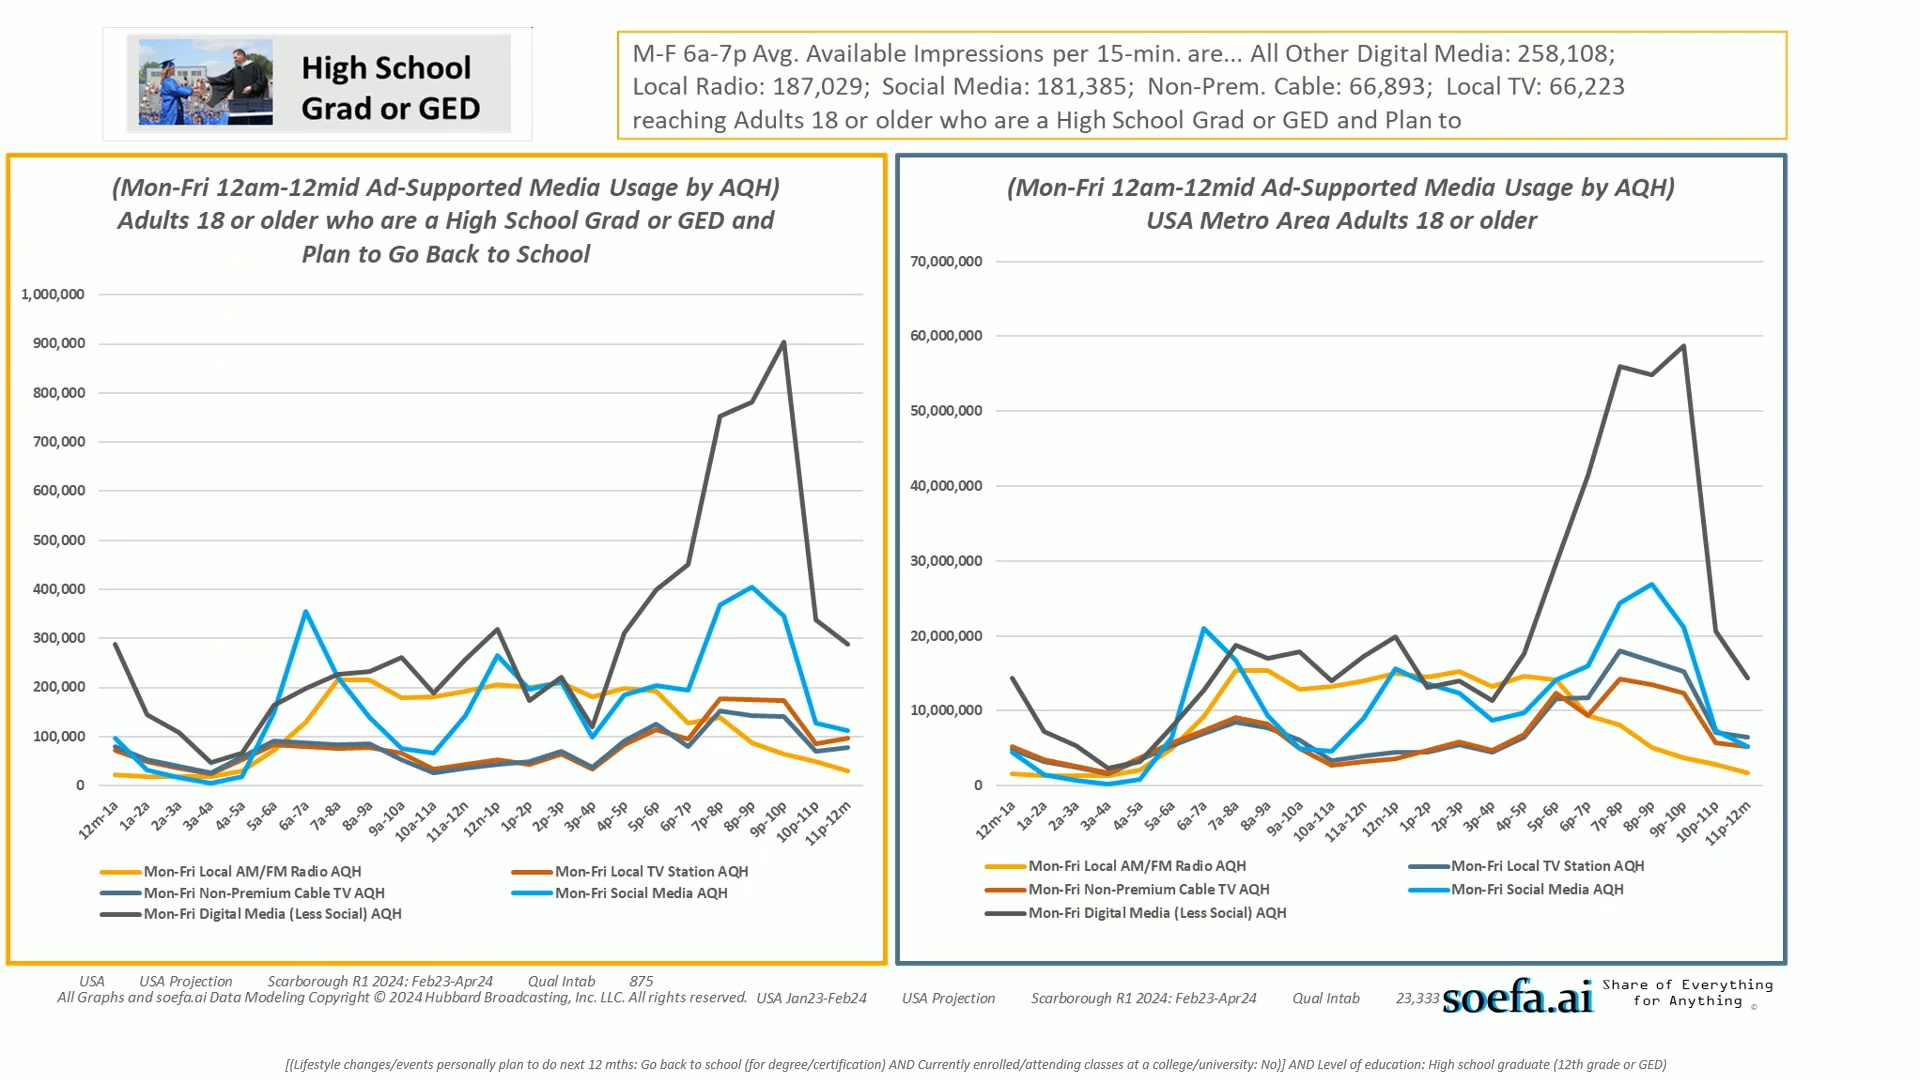 High School
Grad or GED
M-F 6a-7p Avg. Available Impressions per 15-min. are... All Other Digital Media: 258,108;
Local Radio: 187,029; Social Media: 181,385; Non-Prem. Cable: 66,893; Local TV: 66,223
reaching Adults 18 or older who are a High School Grad or GED and Plan to
(Mon-Fri 12am-12mid Ad-Supported Media Usage by AQH)
Adults 18 or older who are a High School Grad or GED and
Plan to Go Back to School
1,000,000
900,000
800,000
700,000
600,000
500,000
400,000
300,000
200,000
100,000
0
12m-1a
1a-2a
2a-3a
3a-4a
4a-5a
5a-6a
6a-7a
7a-8a
8a-9a
9a-10a
10a-11a
11a-12n
12n-1p
1p-2p
2p-3p
3p-4p
4p-5p
5p-6p
6p-7p
7p-8p
8p-9p
9p-10p
10p-11p
11p-12m
Mon-Fri Local AM/FM Radio AQH
Mon-Fri Local TV Station AQH
Mon-Fri Non-Premium Cable TV AQH
Mon-Fri Social Media AQH
Mon-Fri Digital Media (Less Social) AQH
(Mon-Fri 12am-12mid Ad-Supported Media Usage by AQH)
USA Metro Area Adults 18 or older
70,000,000
60,000,000
50,000,000
40,000,000
30,000,000
20,000,000
10,000,000
0
12m-1a
1a-2a
2a-3a
3a-4a
4a-5a
5a-6a
6a-7a
7a-8a
8a-9a
9a-10a
10a-11a
11a-12n
12n-1p
1p-2p
2p-3p
3p-4p
4p-5p
5p-6p
6p-7p
7p-8p
8p-9p
9p-10p
10p-11p
11p-12m
Mon-Fri Local AM/FM Radio AQH
Mon-Fri Local TV Station AQH
Mon-Fri Non-Premium Cable TV AQH
Mon-Fri Social Media AQH
Mon-Fri Digital Media (Less Social) AQH
USA USA Projection Scarborough R1 2024: Feb23-Apr24 Qual Intab 875
All Graphs and soefa.ai Data Modeling Copyright © 2024 Hubbard Broadcasting, Inc. LLC. All rights reserved.
USA Jan23-Feb24 USA Projection Scarborough R1 2024: Feb23-Apr24 Qual Intab 23,333
soefa.ai
Share of Everything
for Anything ©
[(Lifestyle changes/events personally plan to do next 12 mths: Go back to school (for degree/certification) AND Currently enrolled/attending classes at a college/university: No)] AND Level of education: High school graduate (12th grade or GED)